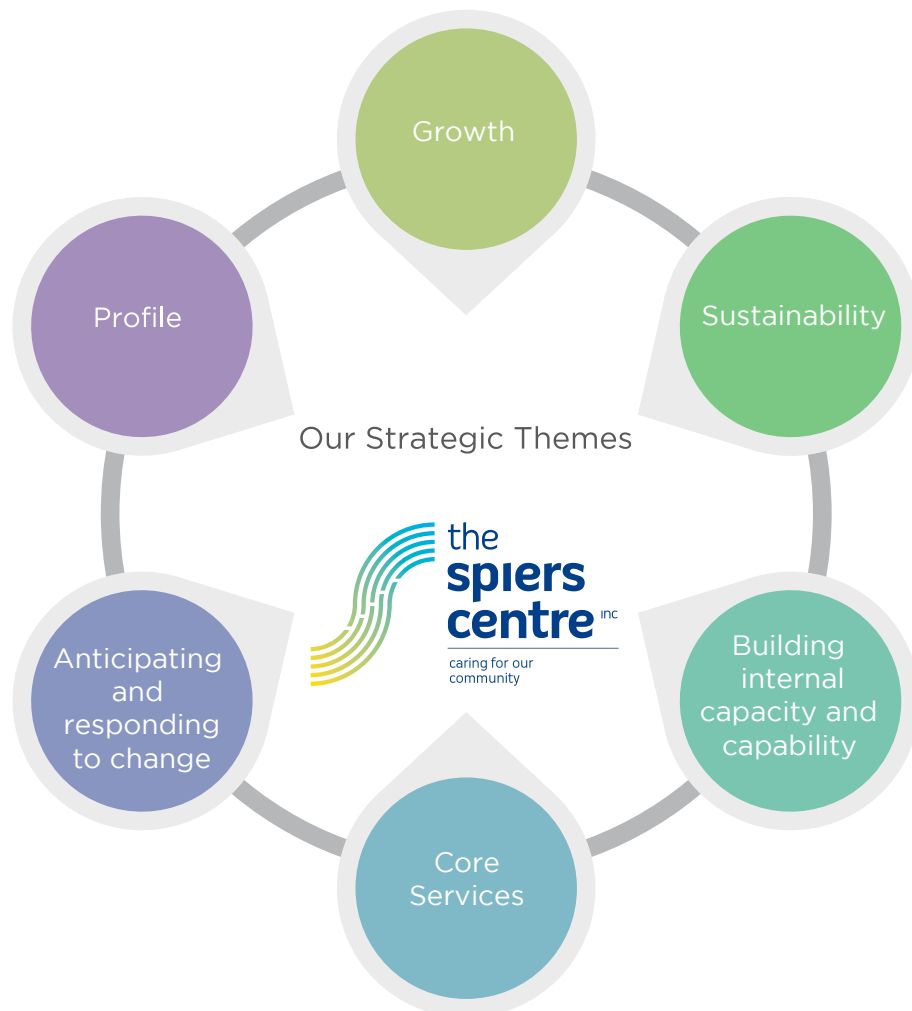 Growth
Profile
Sustainability
Our Strategic Themes
the
spiers
centre inc
caring for our
community
Anticipating
and
responding
to change
Building
internal
capacity and
capability
Core
Services